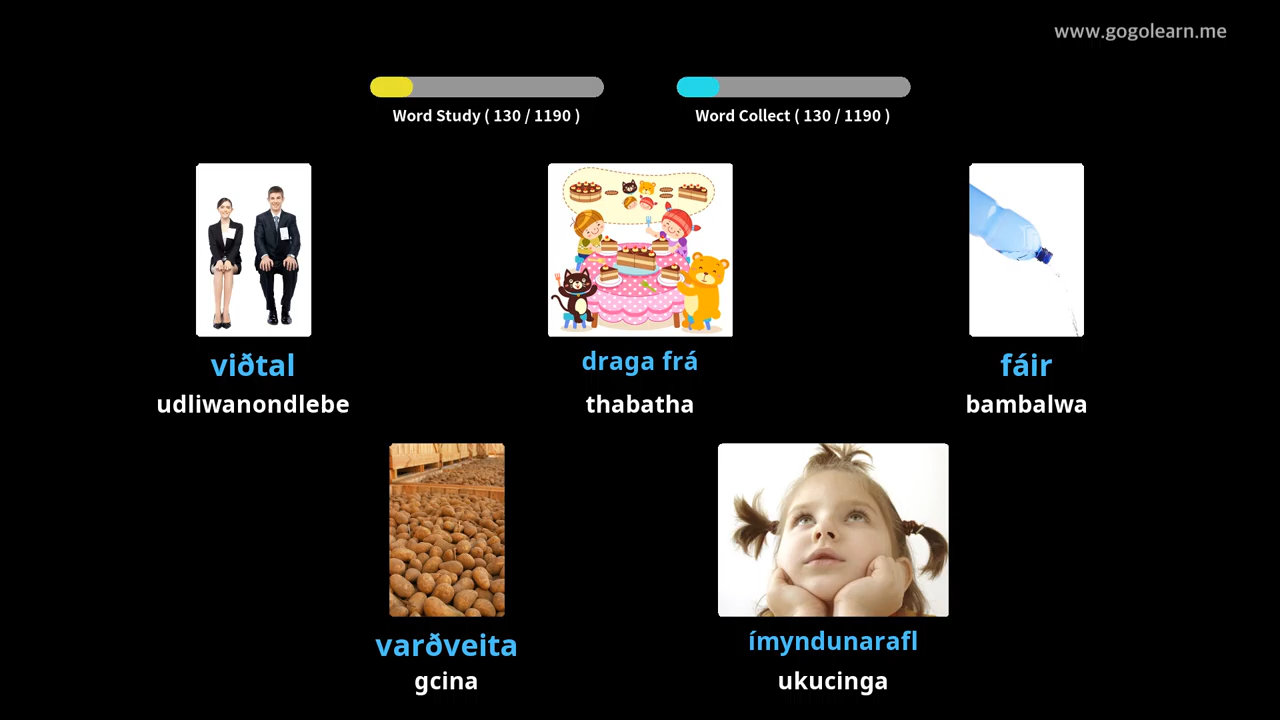 www.gogolearn.me
Word Study ( 130 / 1190 )
Word Collect ( 130 / 1190 )
viðtal
udliwanondlebe
draga frá
thabatha
fáir
bambalwa
varðveita
gcina
ímyndunarafl
ukucinga